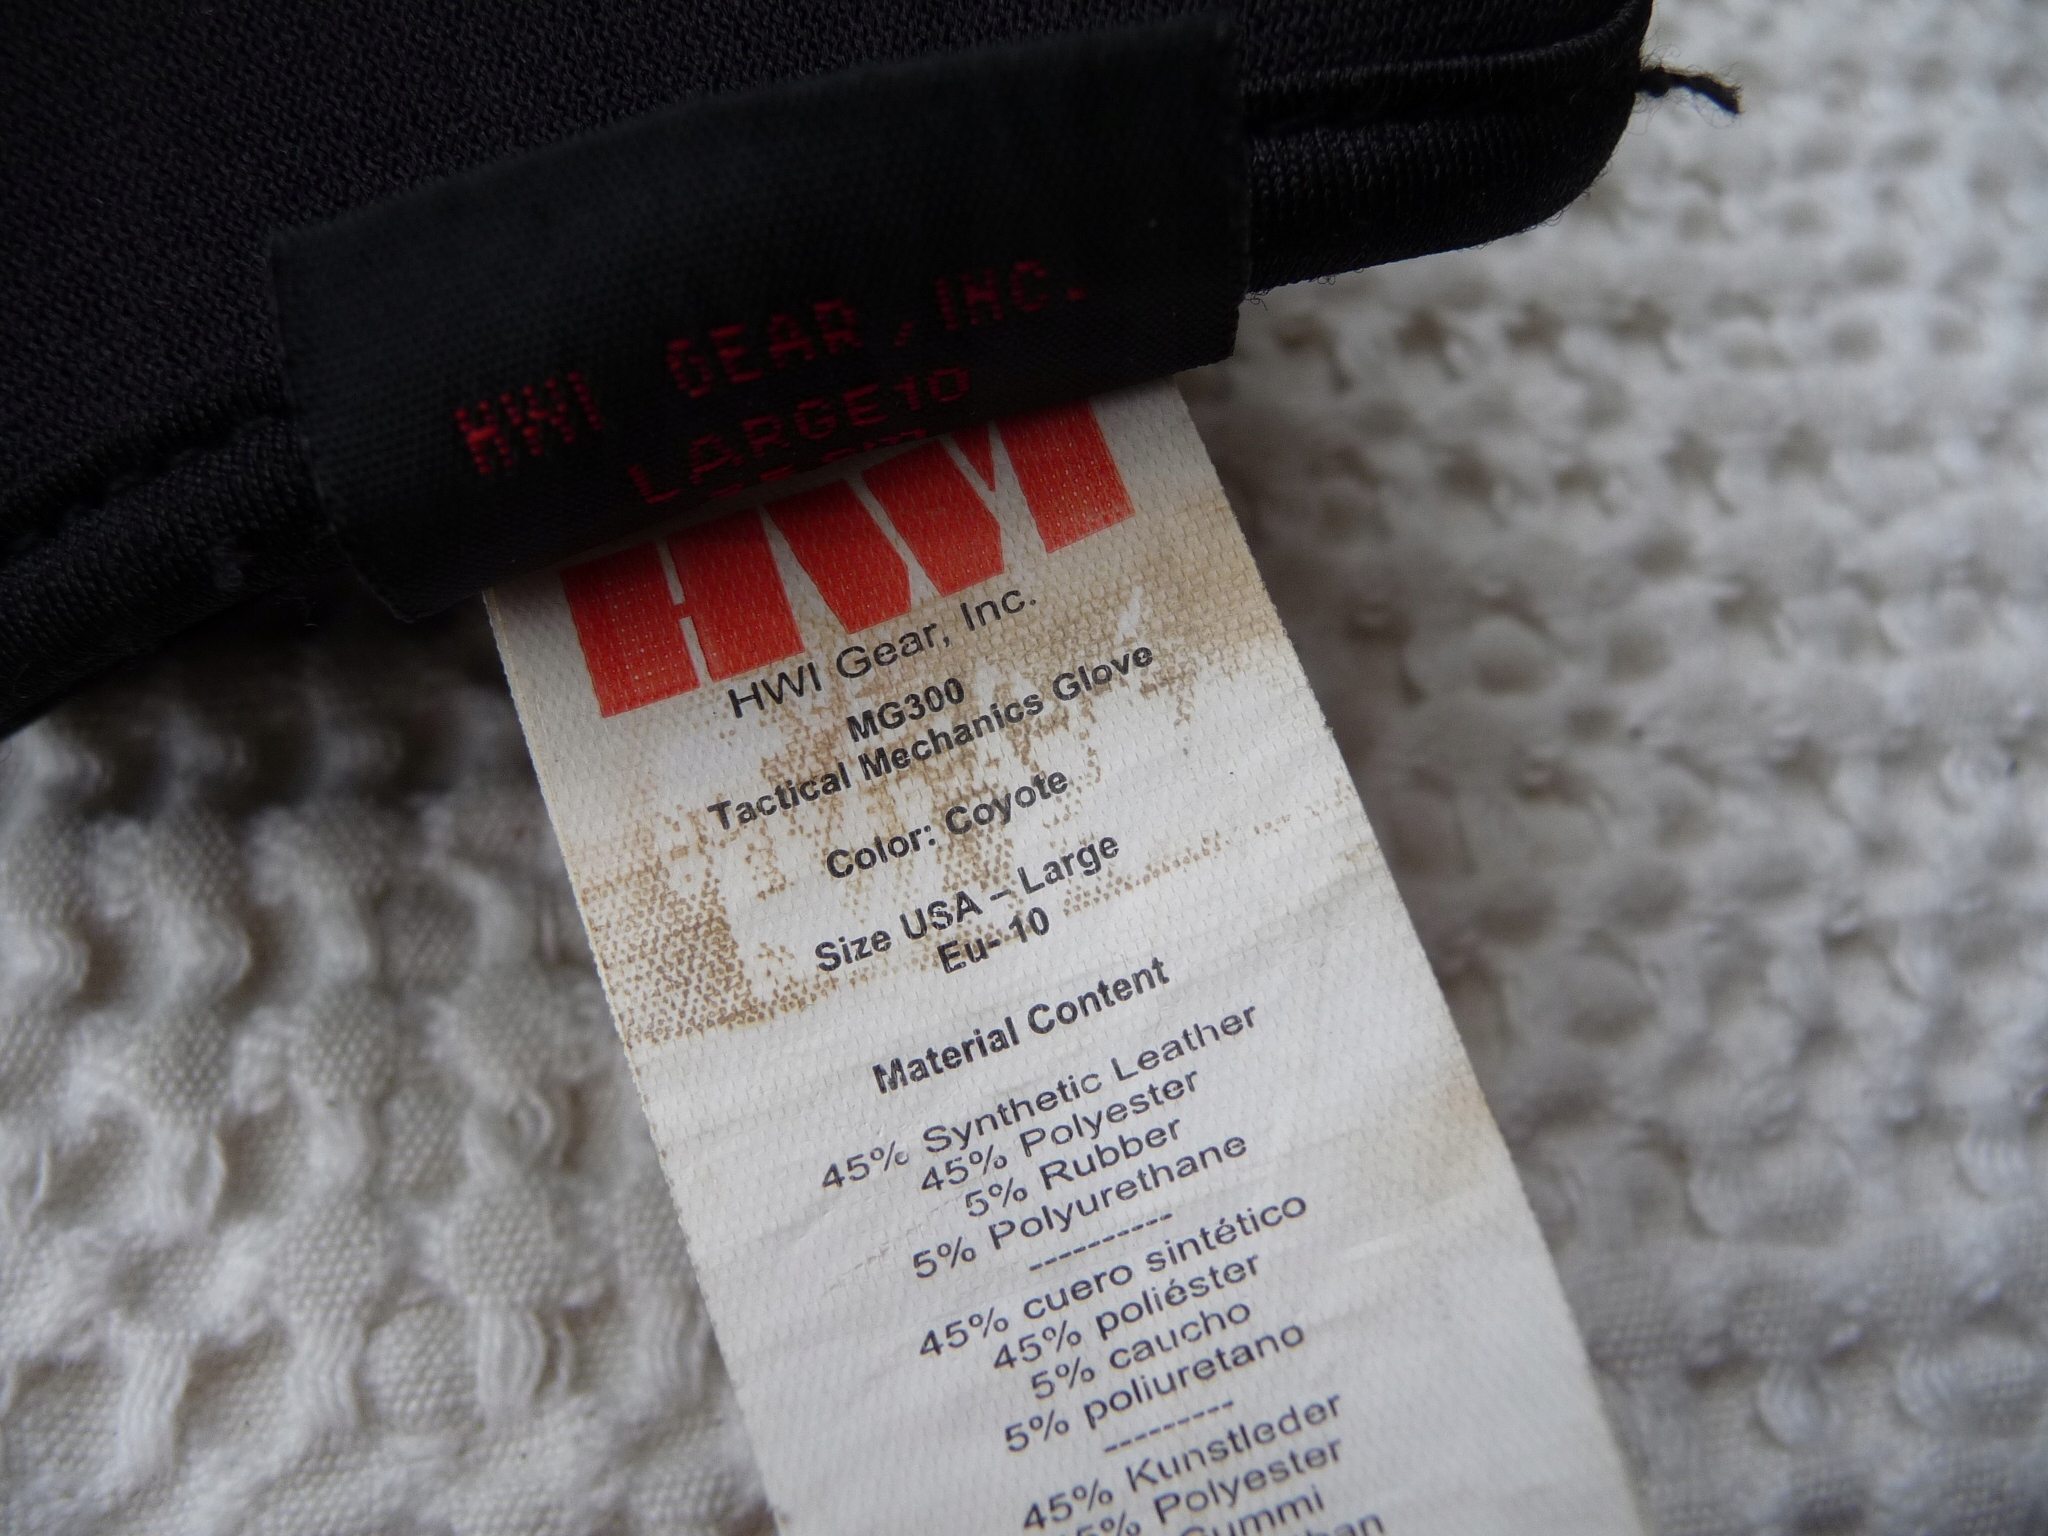 HWI GEAR, INC.
LARGE10
HWI
HWI Gear, Inc.
MG300
Tactical Mechanics Glove
Color: Coyote
Size USA – Large
Eu- 10
Material Content
45% Synthetic Leather
45% Polyester
5% Rubber
5% Polyurethane
----------
45% cuero sintético
45% poliéster
5% caucho
5% poliuretano
---------
45% Kunstleder
Polyester